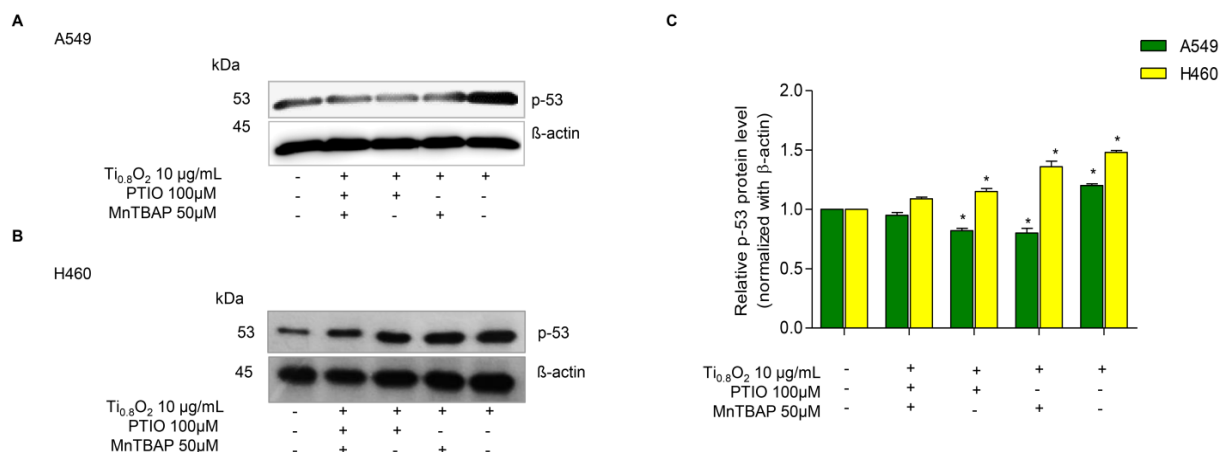 A
A549
kDa
53
p-53
45
ß-actin
Ti0.8O2 10 µg/mL - + + + +
PTIO 100µM - + + - -
MnTBAP 50µM - + - + -
B
H460
kDa
53
p-53
45
ß-actin
Ti0.8O2 10 µg/mL - + + + +
PTIO 100µM - + + - -
MnTBAP 50µM - + - + -
C
A549
H460
Relative p-53 protein level
(normalized with β-actin)
2.0
1.5
1.0
0.5
0.0
* * * * * *
Ti0.8O2 10 µg/mL - + + + +
PTIO 100µM - + + - -
MnTBAP 50µM - + - + -